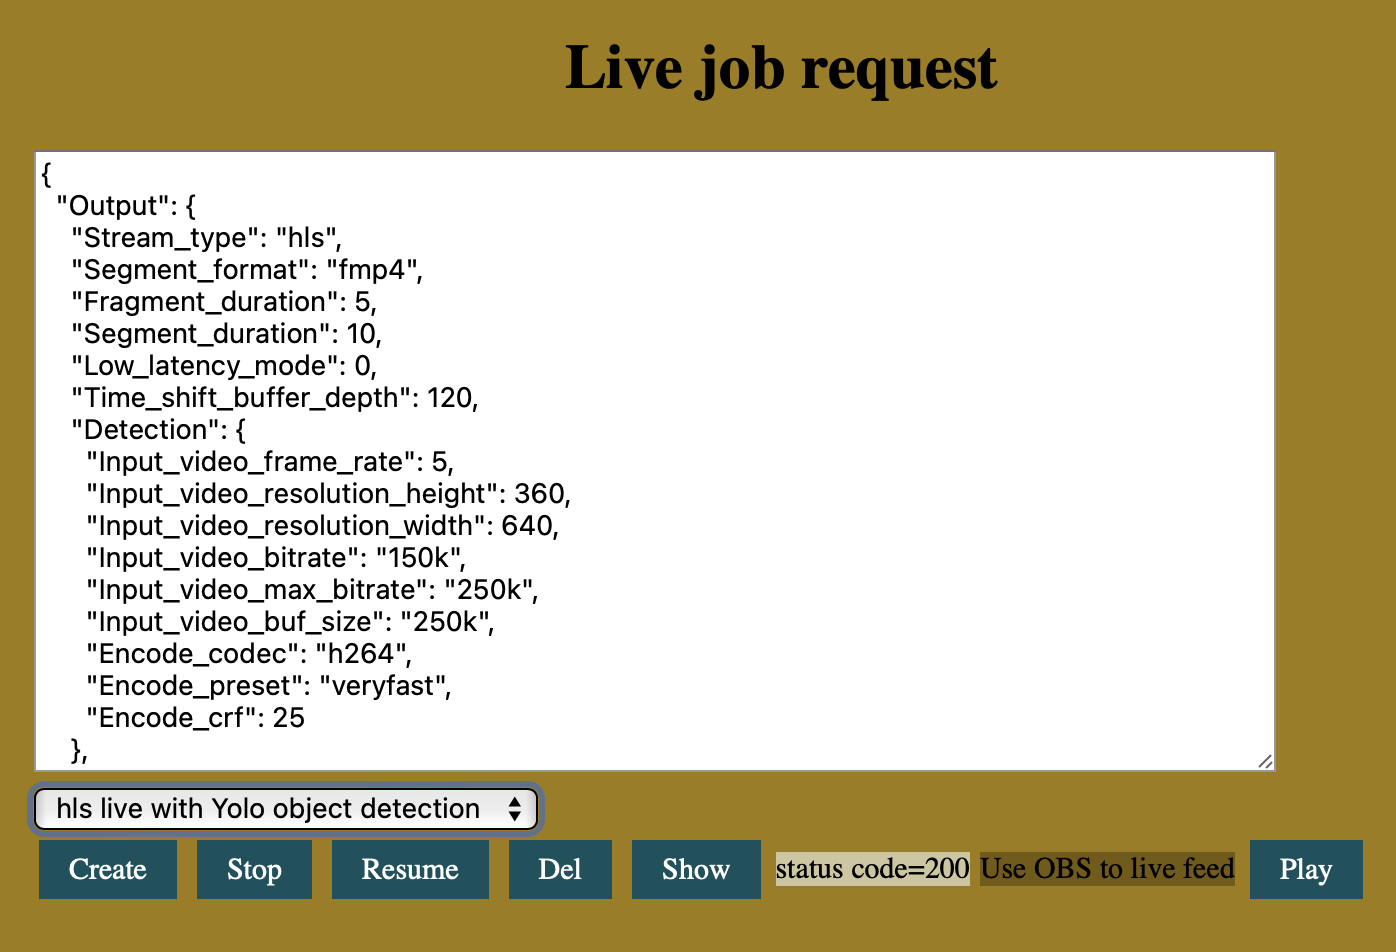 Live job request
{
"Output": {
"Stream_type": "hls",
"Segment_format": "fmp4",
"Fragment_duration": 5,
"Segment_duration": 10,
"Low_latency_mode": 0,
"Time_shift_buffer_depth": 120,
"Detection": {
"Input_video_frame_rate": 5,
"Input_video_resolution_height": 360,
"Input_video_resolution_width": 640,
"Input_video_bitrate": "150k",
"Input_video_max_bitrate": "250k",
"Input_video_buf_size": "250k",
"Encode_codec": "h264",
"Encode_preset": "veryfast",
"Encode_crf": 25
},
hls live with Yolo object detection
Create Stop Resume Del Show status code=200 Use OBS to live feed Play